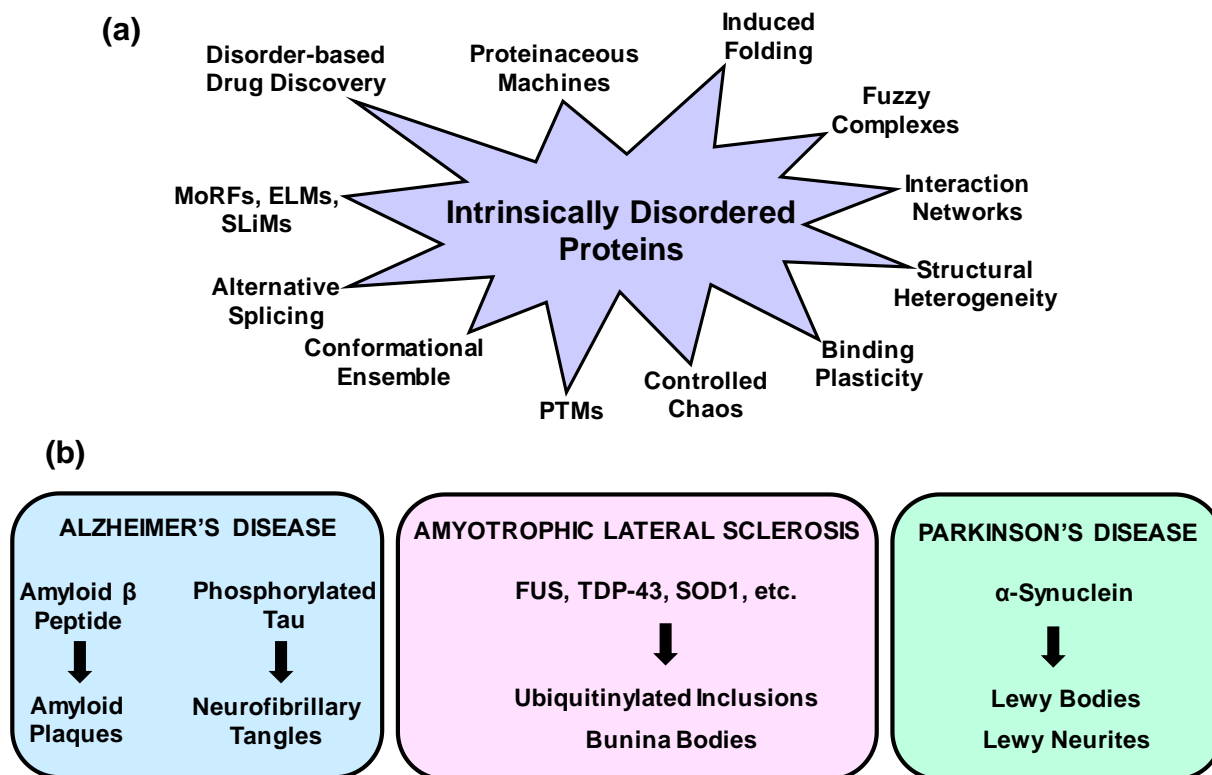 (a)
Disorder-based
Drug Discovery
Proteinaceous
Machines
Induced
Folding
Fuzzy
Complexes
MoRFs, ELMs,
SLiMs
Intrinsically Disordered
Proteins
Interaction
Networks
Structural
Heterogeneity
Alternative
Splicing
Conformational
Ensemble
PTMs
Controlled
Chaos
Binding
Plasticity
(b)
ALZHEIMER'S DISEASE
Amyloid β
Peptide
Phosphorylated
Tau
Amyloid
Plaques
Neurofibrillary
Tangles
AMYOTROPHIC LATERAL SCLEROSIS
FUS, TDP-43, SOD1, etc.
Ubiquitinylated Inclusions
Bunina Bodies
PARKINSON'S DISEASE
α-Synuclein
Lewy Bodies
Lewy Neurites